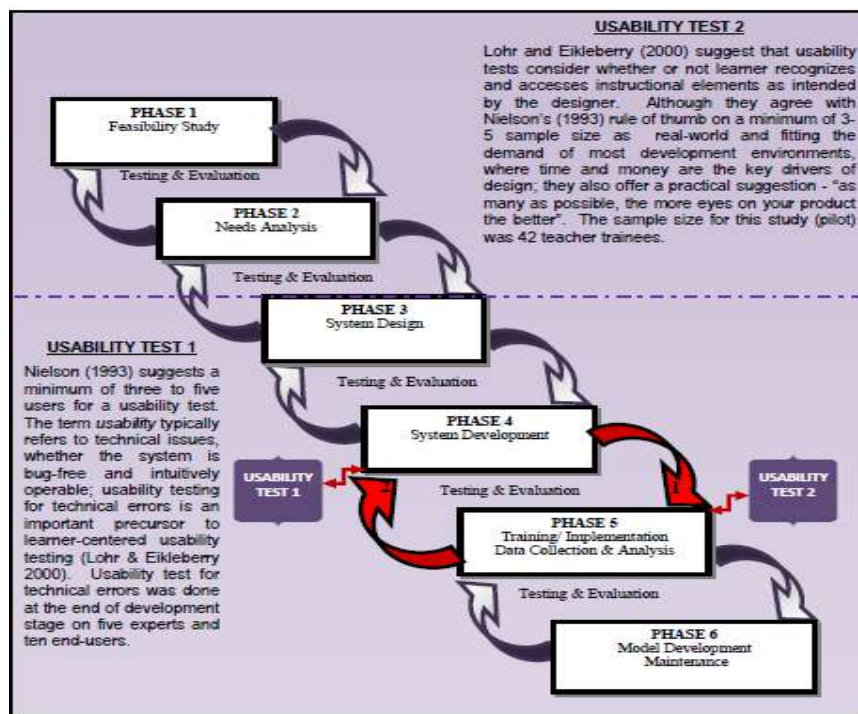 USABILITY TEST 2
Lohr and Eikleberry (2000) suggest that usability
tests consider whether or not learner recognizes
and accesses instructional elements as intended
by the designer. Although they agree with
Nielson's (1993) rule of thumb on a minimum of 3-
5 sample size as real-world and fitting the
demand of most development environments,
where time and money are the key drivers of
design; they also offer a practical suggestion - "as
many as possible, the more eyes on your product
the better". The sample size for this study (pilot)
was 42 teacher trainees.
PHASE 1
Feasibility Study
Testing & Evaluation
PHASE 2
Needs Analysis
Testing & Evaluation
PHASE 3
System Design
Testing & Evaluation
USABILITY TEST 1
Nielson (1993) suggests a
minimum of three to five
users for a usability test.
The term usability typically
refers to technical issues,
whether the system is
bug-free and intuitively
operable; usability testing
for technical errors is an
important precursor to
learner-centered usability
testing (Lohr & Eikleberry
2000). Usability test for
technical errors was done
at the end of development
stage on five experts and
ten end-users.
PHASE 4
System Development
USABILITY
TEST 1
Testing & Evaluation
USABILITY
TEST 2
PHASE 5
Training/ Implementation
Data Collection & Analysis
Testing & Evaluation
PHASE 6
Model Development
Maintenance